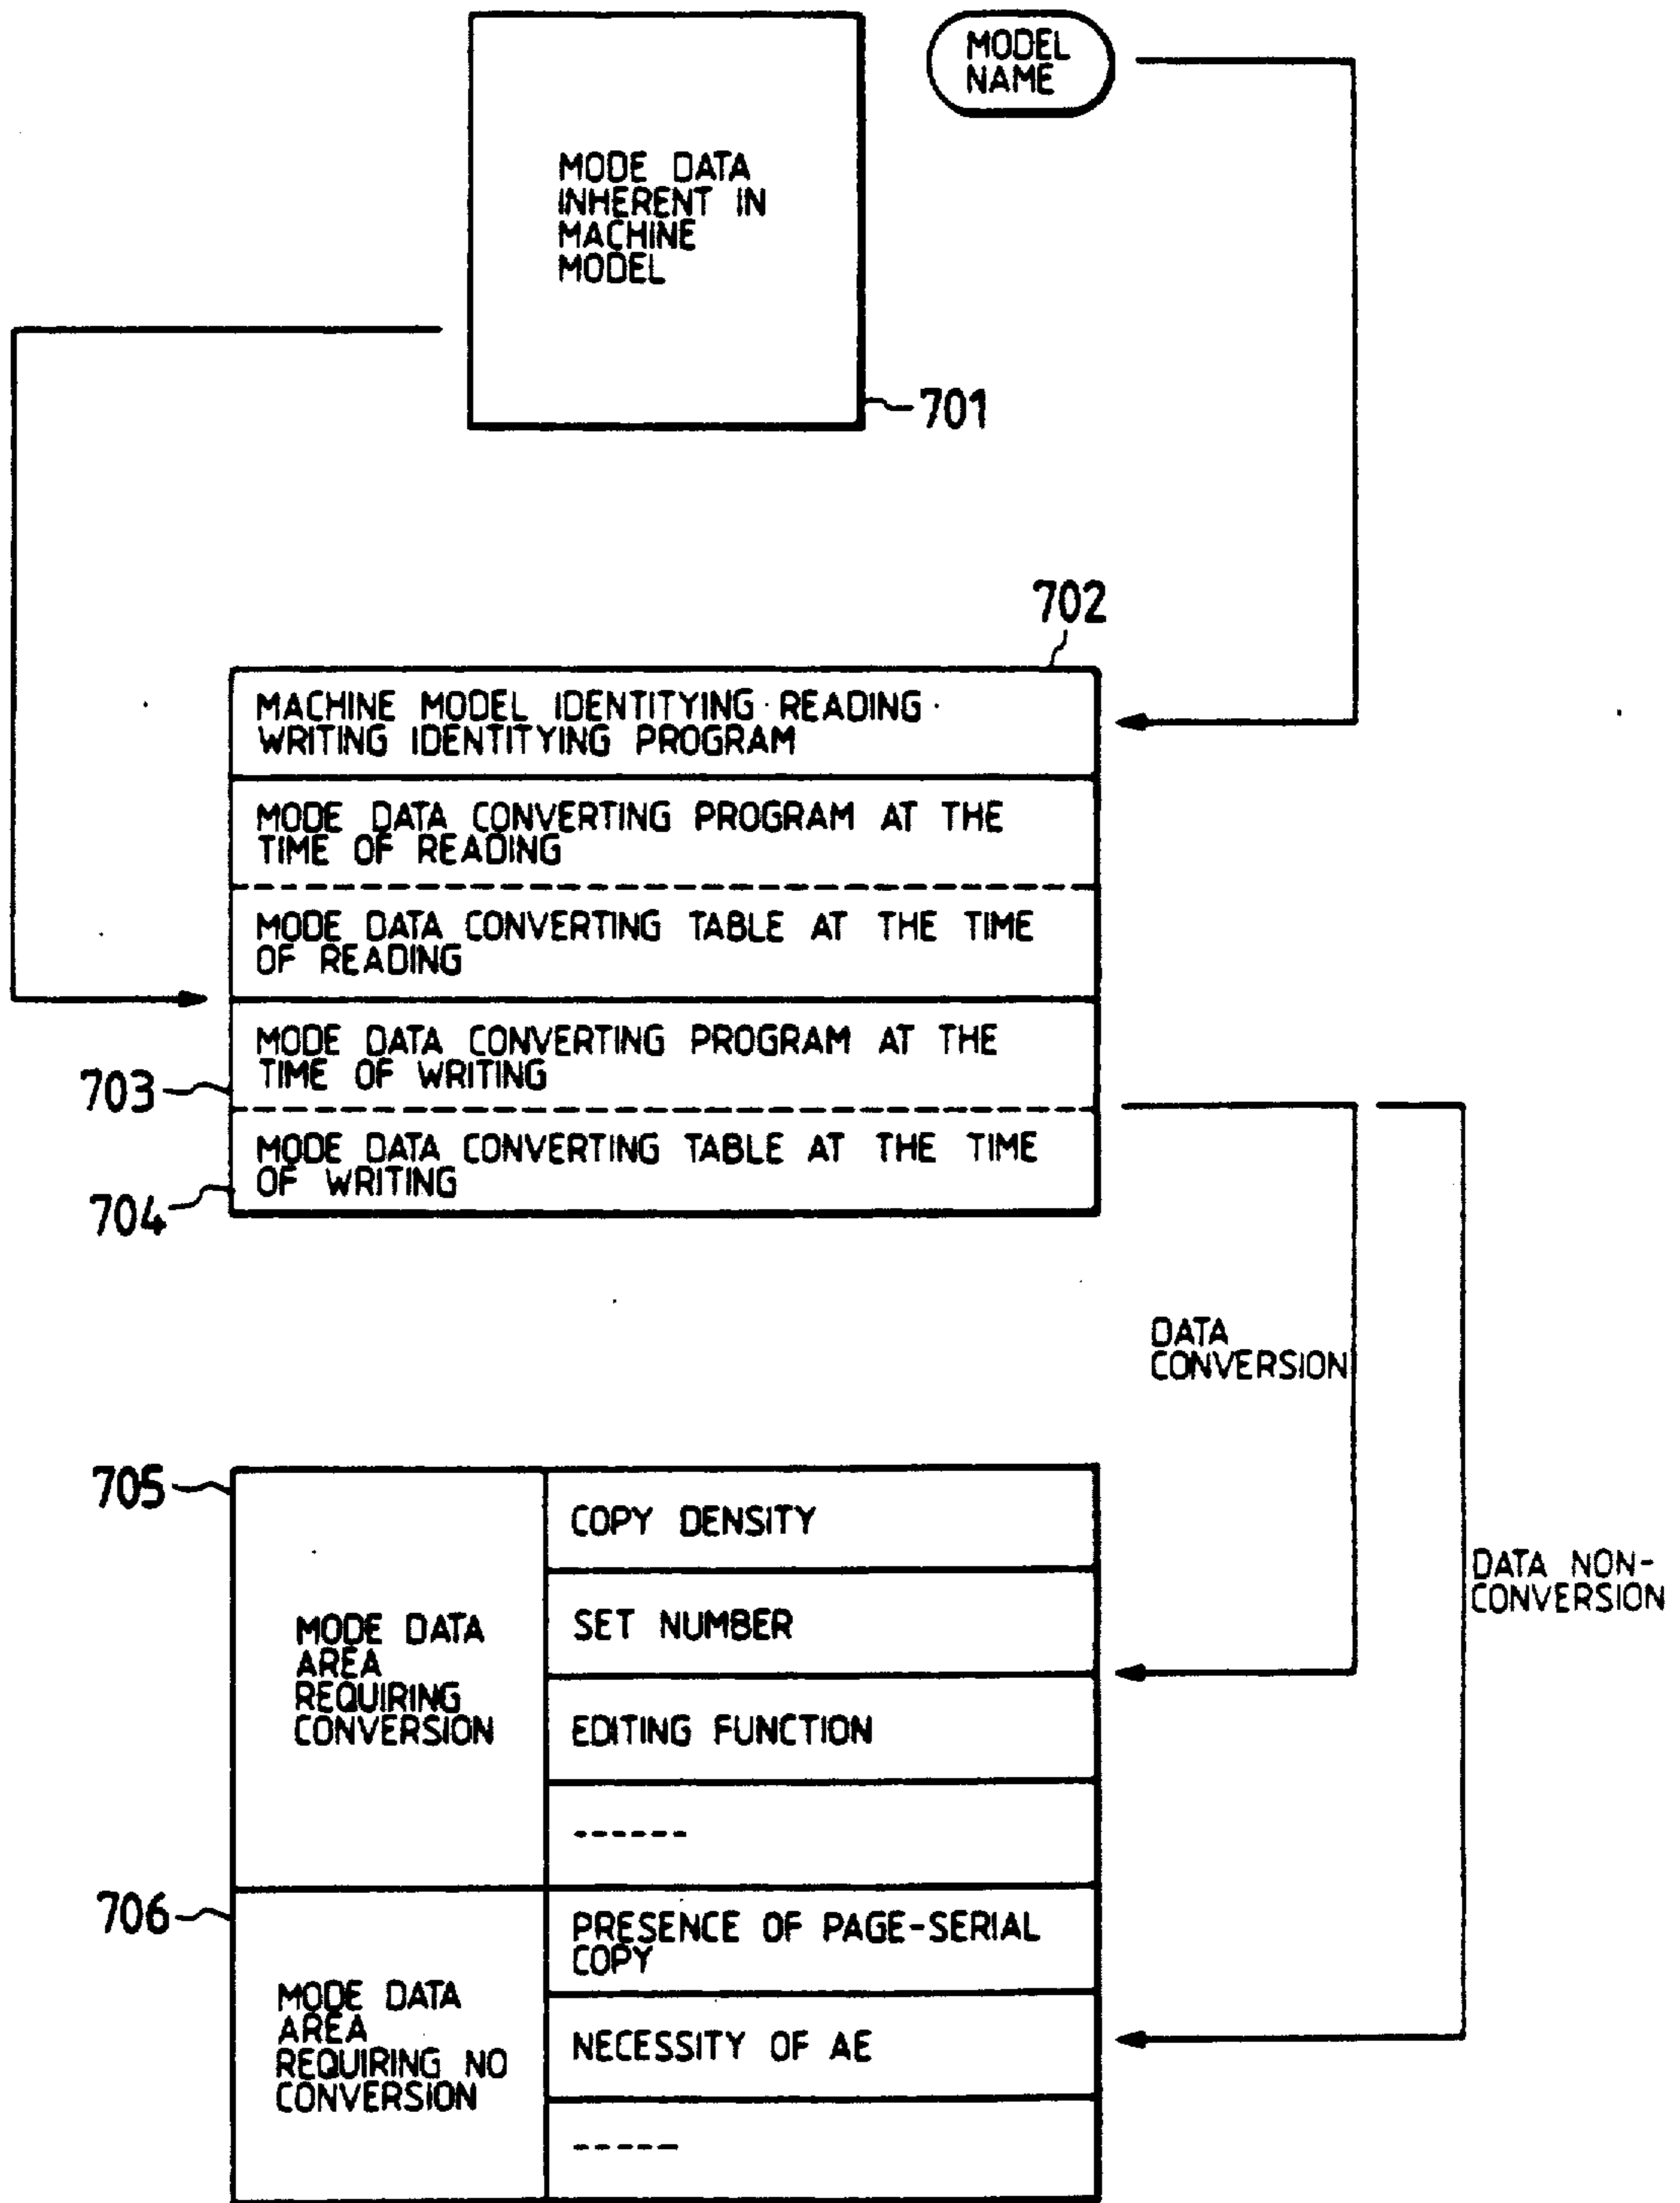 MODEL
NAME
MODE DATA
INHERENT IN
MACHINE
MODEL
701
702
MACHINE MODEL IDENTITYING · READING ·
WRITING IDENTITYING PROGRAM
MODE DATA CONVERTING PROGRAM AT THE
TIME OF READING
MODE DATA CONVERTING TABLE AT THE TIME
OF READING
MODE DATA CONVERTING PROGRAM AT THE
TIME OF WRITING
703
MODE DATA CONVERTING TABLE AT THE TIME
OF WRITING
704
DATA
CONVERSION
DATA NON-
CONVERSION
705
MODE DATA
AREA
REQUIRING
CONVERSION
COPY DENSITY
SET NUMBER
EDITING FUNCTION
------
706
MODE DATA
AREA
REQUIRING NO
CONVERSION
PRESENCE OF PAGE-SERIAL
COPY
NECESSITY OF AE
-----